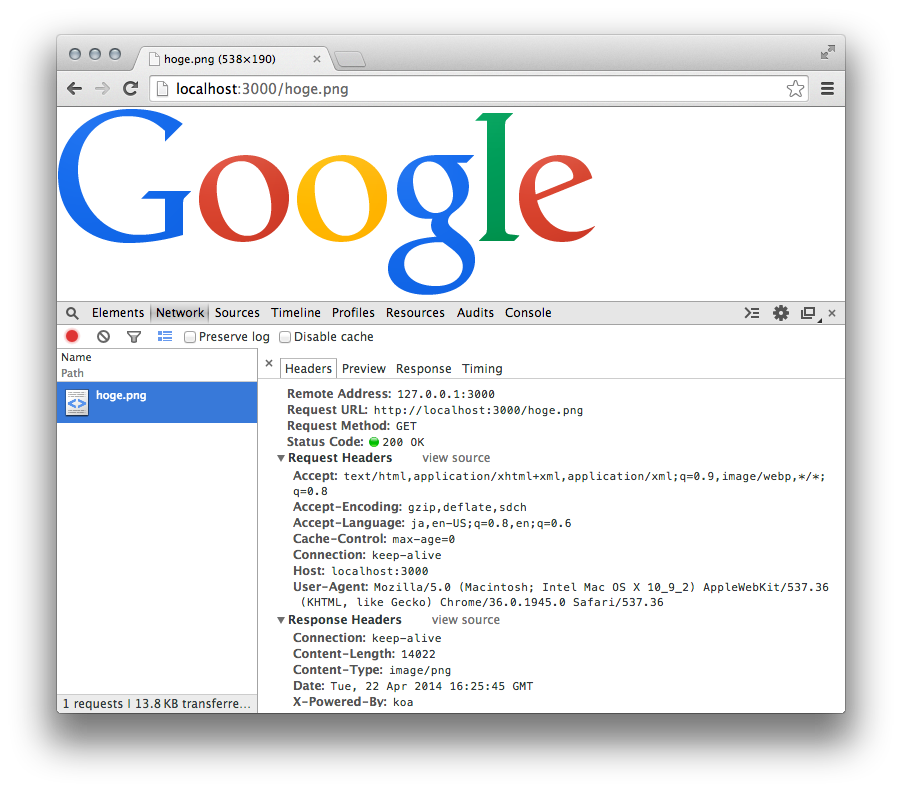 hoge.png (538×190)
localhost:3000/hoge.png
Google
Elements Network Sources Timeline Profiles Resources Audits Console
Preserve log Disable cache
Name
Path
hoge.png
Headers Preview Response Timing
Remote Address: 127.0.0.1:3000
Request URL: http://localhost:3000/hoge.png
Request Method: GET
Status Code: 200 OK
Request Headers view source
Accept: text/html,application/xhtml+xml,application/xml;q=0.9,image/webp,*/*;
q=0.8
Accept-Encoding: gzip,deflate,sdch
Accept-Language: ja,en-US;q=0.8,en;q=0.6
Cache-Control: max-age=0
Connection: keep-alive
Host: localhost:3000
User-Agent: Mozilla/5.0 (Macintosh; Intel Mac OS X 10_9_2) AppleWebKit/537.36
(KHTML, like Gecko) Chrome/36.0.1945.0 Safari/537.36
Response Headers view source
Connection: keep-alive
Content-Length: 14022
Content-Type: image/png
Date: Tue, 22 Apr 2014 16:25:45 GMT
X-Powered-By: koa
1 requests | 13.8 KB transferre...